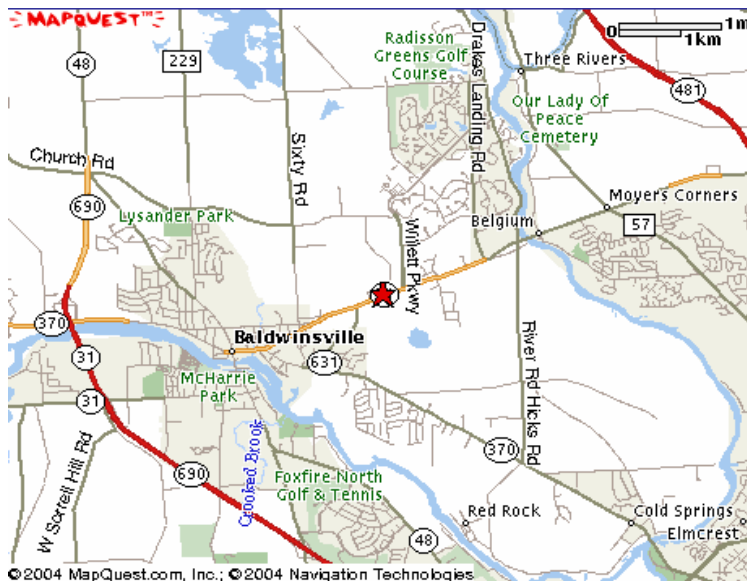 MAPQUEST™
0 1m
1km
Radisson
Greens Golf
Course
Drakes Landing Rd
Three Rivers
48
229
481
Our Lady Of
Peace
Cemetery
Sixty Rd
Church Rd
690
Lysander Park
Willett Pkwy
Belgium
Moyers Corners
57
370
31
Baldwinsville
631
River Rd Hicks Rd
McHarrie
Park
31
370
W Sorrell Hill Rd
690
Crooked Brook
Foxfire North
Golf & Tennis
48
Red Rock
Cold Springs
Elmcrest
©2004 MapQuest.com, Inc.; ©2004 Navigation Technologies